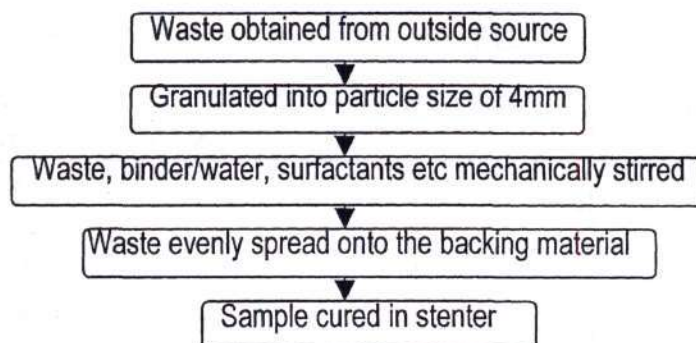 Waste obtained from outside source
Granulated into particle size of 4mm
Waste, binder/water, surfactants etc mechanically stirred
Waste evenly spread onto the backing material
Sample cured in stenter